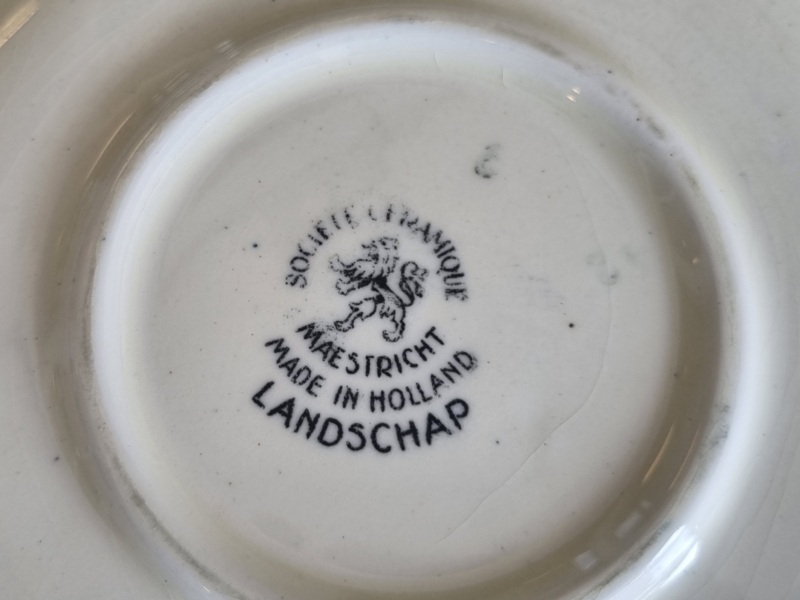 SOCIETE CERAMIQUE
MAESTRICHT
MADE IN HOLLAND
LANDSCHAP